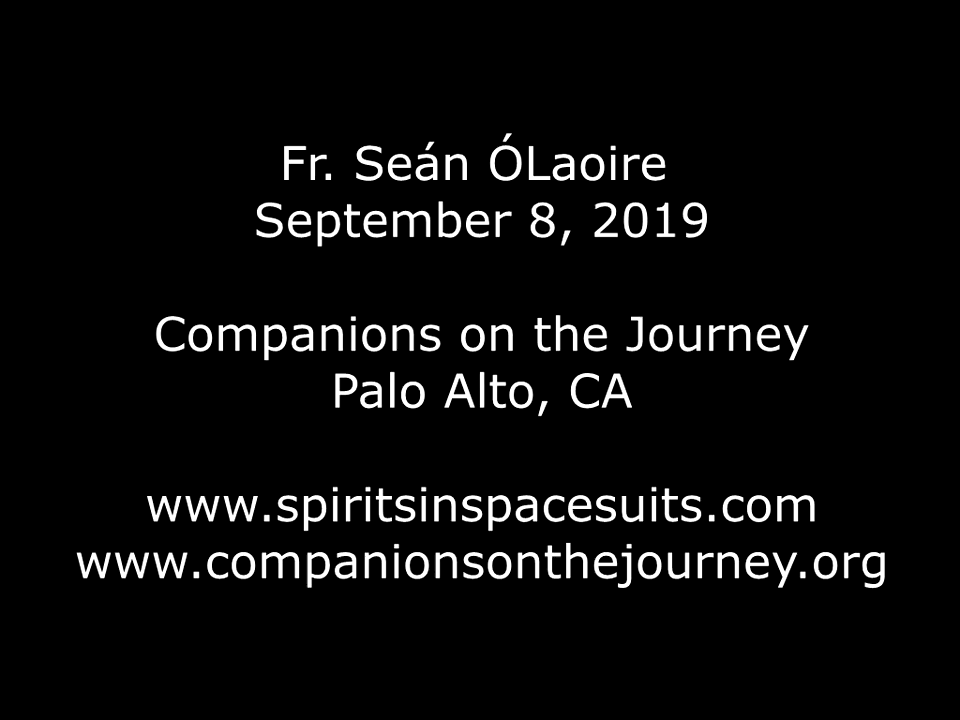 Fr. Seán ÓLaoire
September 8, 2019
Companions on the Journey
Palo Alto, CA
www.spiritsinspacesuits.com
www.companionsonthejourney.org